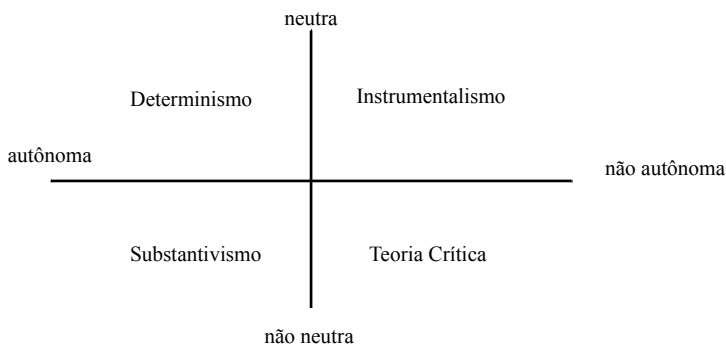 neutra
Determinismo
Instrumentalismo
autônoma
não autônoma
Substantivismo
Teoria Crítica
não neutra